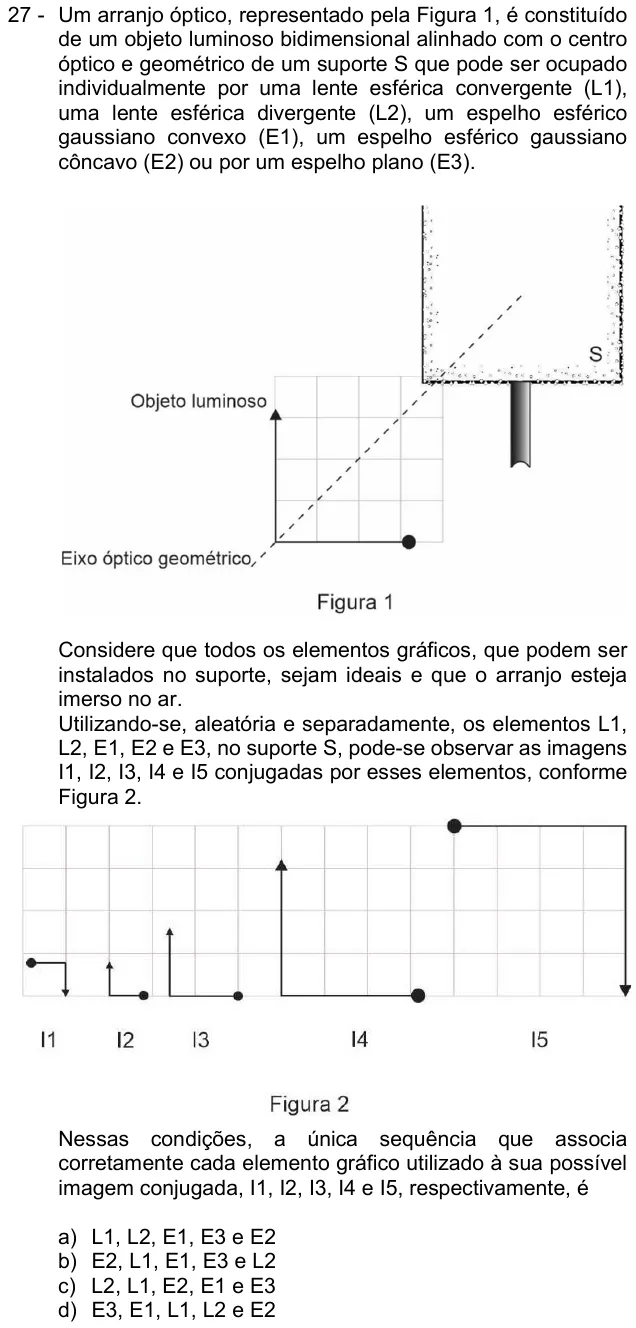 27 - Um arranjo óptico, representado pela Figura 1, é constituído
de um objeto luminoso bidimensional alinhado com o centro
óptico e geométrico de um suporte S que pode ser ocupado
individualmente por uma lente esférica convergente (L1),
uma lente esférica divergente (L2), um espelho esférico
gaussiano convexo (E1), um espelho esférico gaussiano
côncavo (E2) ou por um espelho plano (E3).
S
Objeto luminoso
Eixo óptico geométrico
Figura 1
Considere que todos os elementos gráficos, que podem ser
instalados no suporte, sejam ideais e que o arranjo esteja
imerso no ar.
Utilizando-se, aleatória e separadamente, os elementos L1,
L2, E1, E2 e E3, no suporte S, pode-se observar as imagens
I1, I2, I3, I4 e I5 conjugadas por esses elementos, conforme
Figura 2.
I1 I2 I3 I4 I5
Figura 2
Nessas condições, a única sequência que associa
corretamente cada elemento gráfico utilizado à sua possível
imagem conjugada, I1, I2, I3, I4 e I5, respectivamente, é
a) L1, L2, E1, E3 e E2
b) E2, L1, E1, E3 e L2
c) L2, L1, E2, E1 e E3
d) E3, E1, L1, L2 e E2